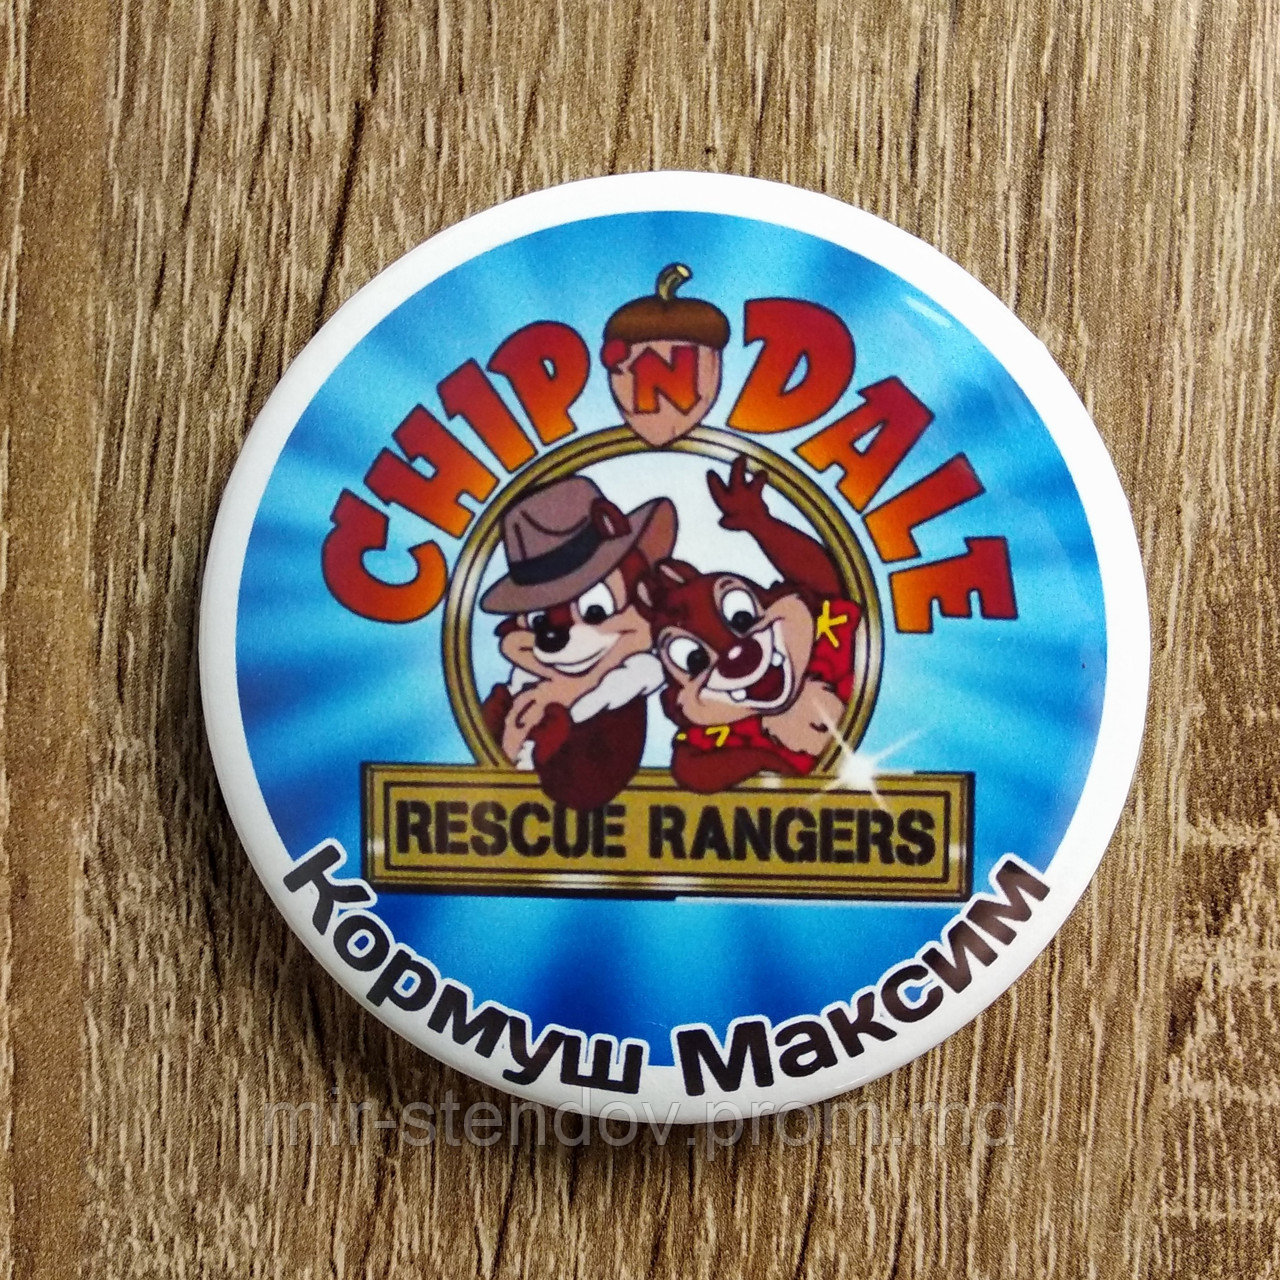 CHIP 'N DALE
RESCUE RANGERS
Кормуш Максим
mir-stendov.prom.md